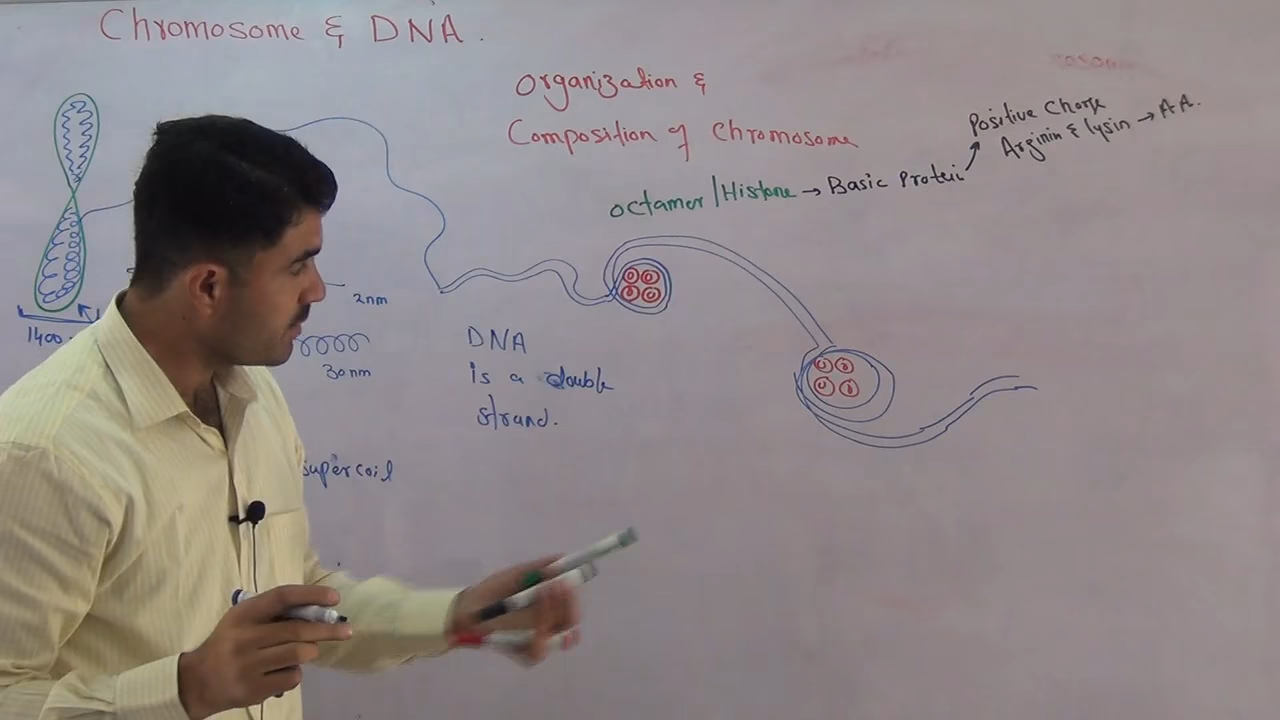 Chromosome & DNA.
Organization &
Composition of Chromosome
Positive Charge
Arginin & lysin → A A.
Octamer/Histone → Basic Protein
2nm
1400
30nm
DNA
is a double
strand.
supercoil